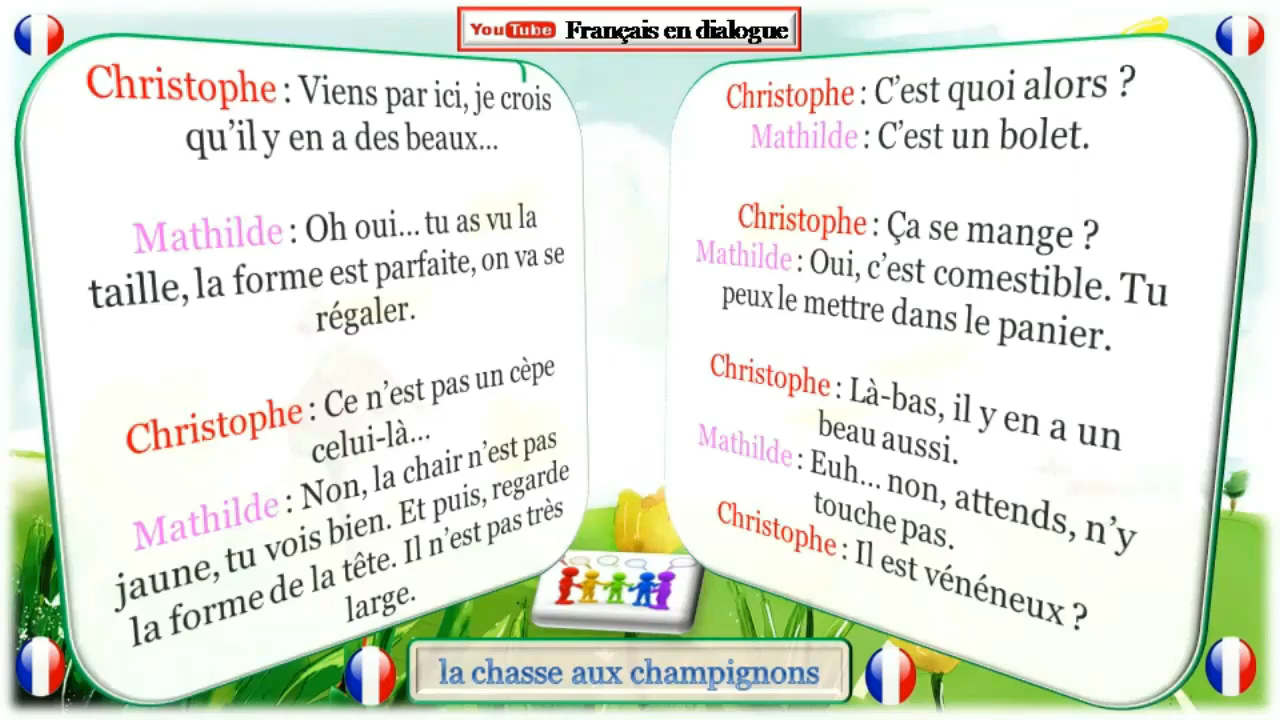 YouTube Français en dialogue
Christophe : Viens par ici, je crois
qu'il y en a des beaux...
Mathilde : Oh oui... tu as vu la
taille, la forme est parfaite, on va se
régaler.
Christophe : Ce n'est pas un cèpe
celui-là...
Mathilde : Non, la chair n'est pas
jaune, tu vois bien. Et puis, regarde
la forme de la tête. Il n'est pas très
large.
Christophe : C'est quoi alors ?
Mathilde : C'est un bolet.
Christophe : Ça se mange ?
Mathilde : Oui, c'est comestible. Tu
peux le mettre dans le panier.
Christophe : Là-bas, il y en a un
beau aussi.
Mathilde : Euh... non, attends, n'y
touche pas.
Christophe : Il est vénéneux ?
la chasse aux champignons